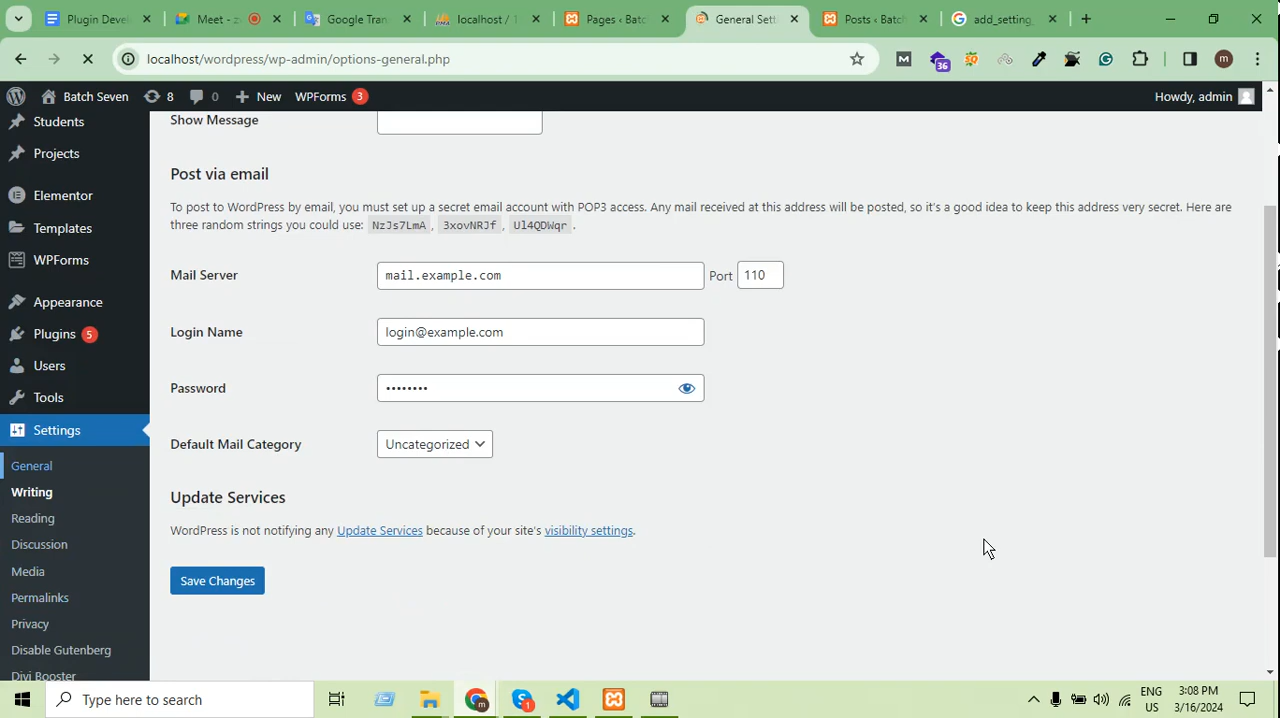 Plugin Deve
Meet - z
Google Tran
localhost / 1
Pages ‹ Batc
General Sett
Posts ‹ Batch
add_setting_
localhost/wordpress/wp-admin/options-general.php
36
m
Batch Seven
8
0
New
WPForms 3
Howdy, admin
Students
Projects
Elementor
Templates
WPForms
Appearance
Plugins 5
Users
Tools
Settings
General
Writing
Reading
Discussion
Media
Permalinks
Privacy
Disable Gutenberg
Divi Booster
Show Message
Post via email
To post to WordPress by email, you must set up a secret email account with POP3 access. Any mail received at this address will be posted, so it's a good idea to keep this address very secret. Here are
three random strings you could use: NzJs7LmA , 3xovNRJf , Ul4QDWqr .
Mail Server
mail.example.com
Port 110
Login Name
login@example.com
Password
••••••••
Default Mail Category
Uncategorized
Update Services
WordPress is not notifying any Update Services because of your site's visibility settings.
Save Changes
Type here to search
1
m
ENG
US
3:08 PM
3/16/2024